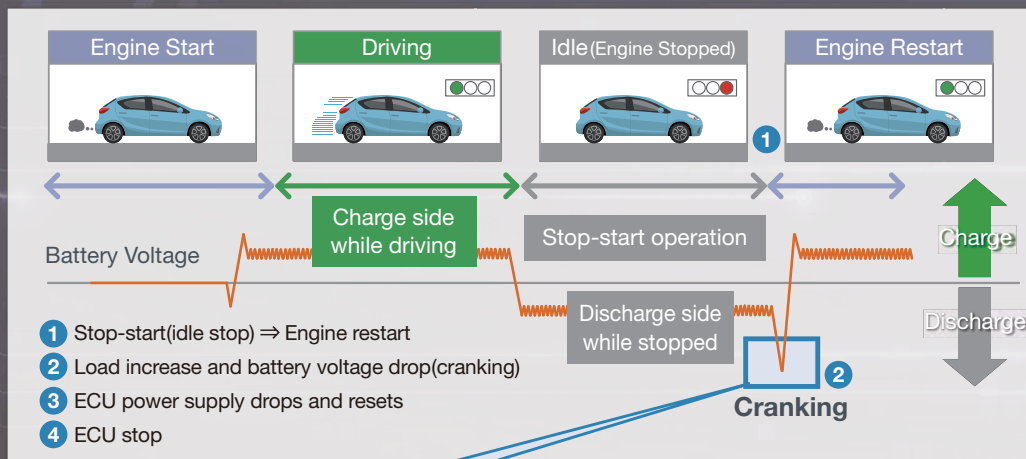 Engine Start
Driving
Idle(Engine Stopped)
Engine Restart
1
Charge side
while driving
Stop-start operation
Charge
Battery Voltage
Discharge side
while stopped
Discharge
1 Stop-start(idle stop) ⇒ Engine restart
2 Load increase and battery voltage drop(cranking)
2
3 ECU power supply drops and resets
Cranking
4 ECU stop